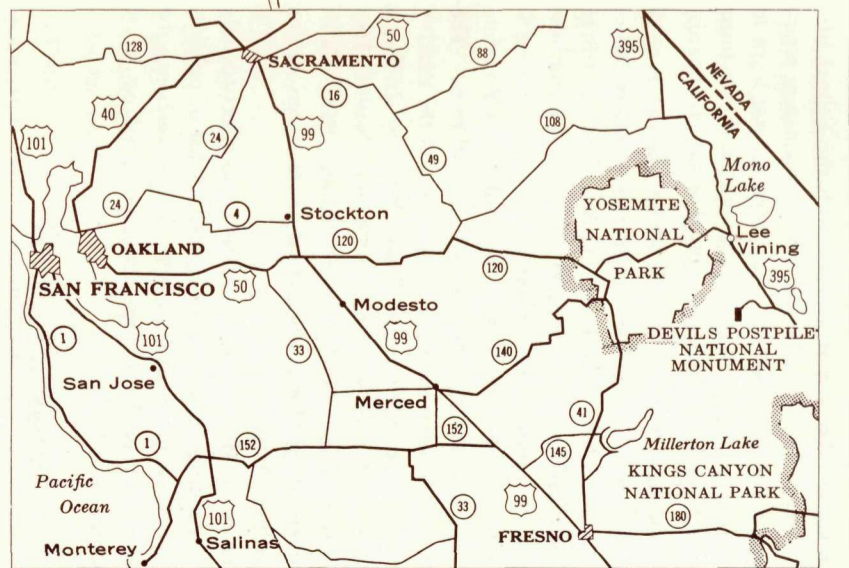 128
50
88
395
SACRAMENTO
NEVADA
CALIFORNIA
16
40
99
24
108
101
49
Mono
Lake
24
4
Stockton
YOSEMITE
NATIONAL
PARK
OAKLAND
120
Lee
Vining
120
395
SAN FRANCISCO
50
Modesto
1
101
99
DEVILS POSTPILE
NATIONAL
MONUMENT
33
140
San Jose
Merced
41
152
1
152
145
Millerton Lake
KINGS CANYON
NATIONAL PARK
Pacific
Ocean
33
99
101
180
FRESNO
Monterey
Salinas